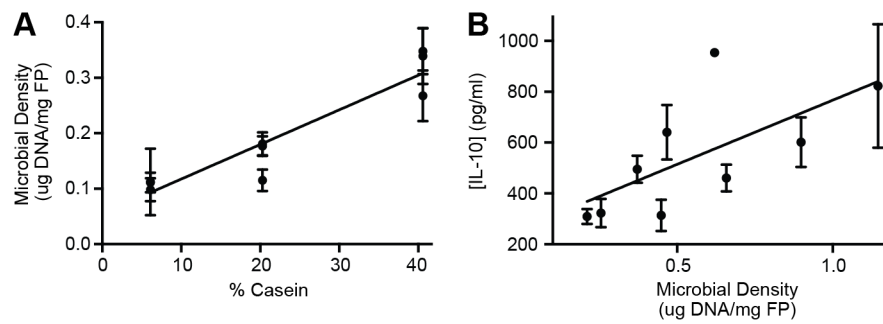 A
Microbial Density
(ug DNA/mg FP)
0.4
0.3
0.2
0.1
0.0
0
10
20
30
40
% Casein
B
[IL-10] (pg/ml)
1000
800
600
400
200
0.5
1.0
Microbial Density
(ug DNA/mg FP)